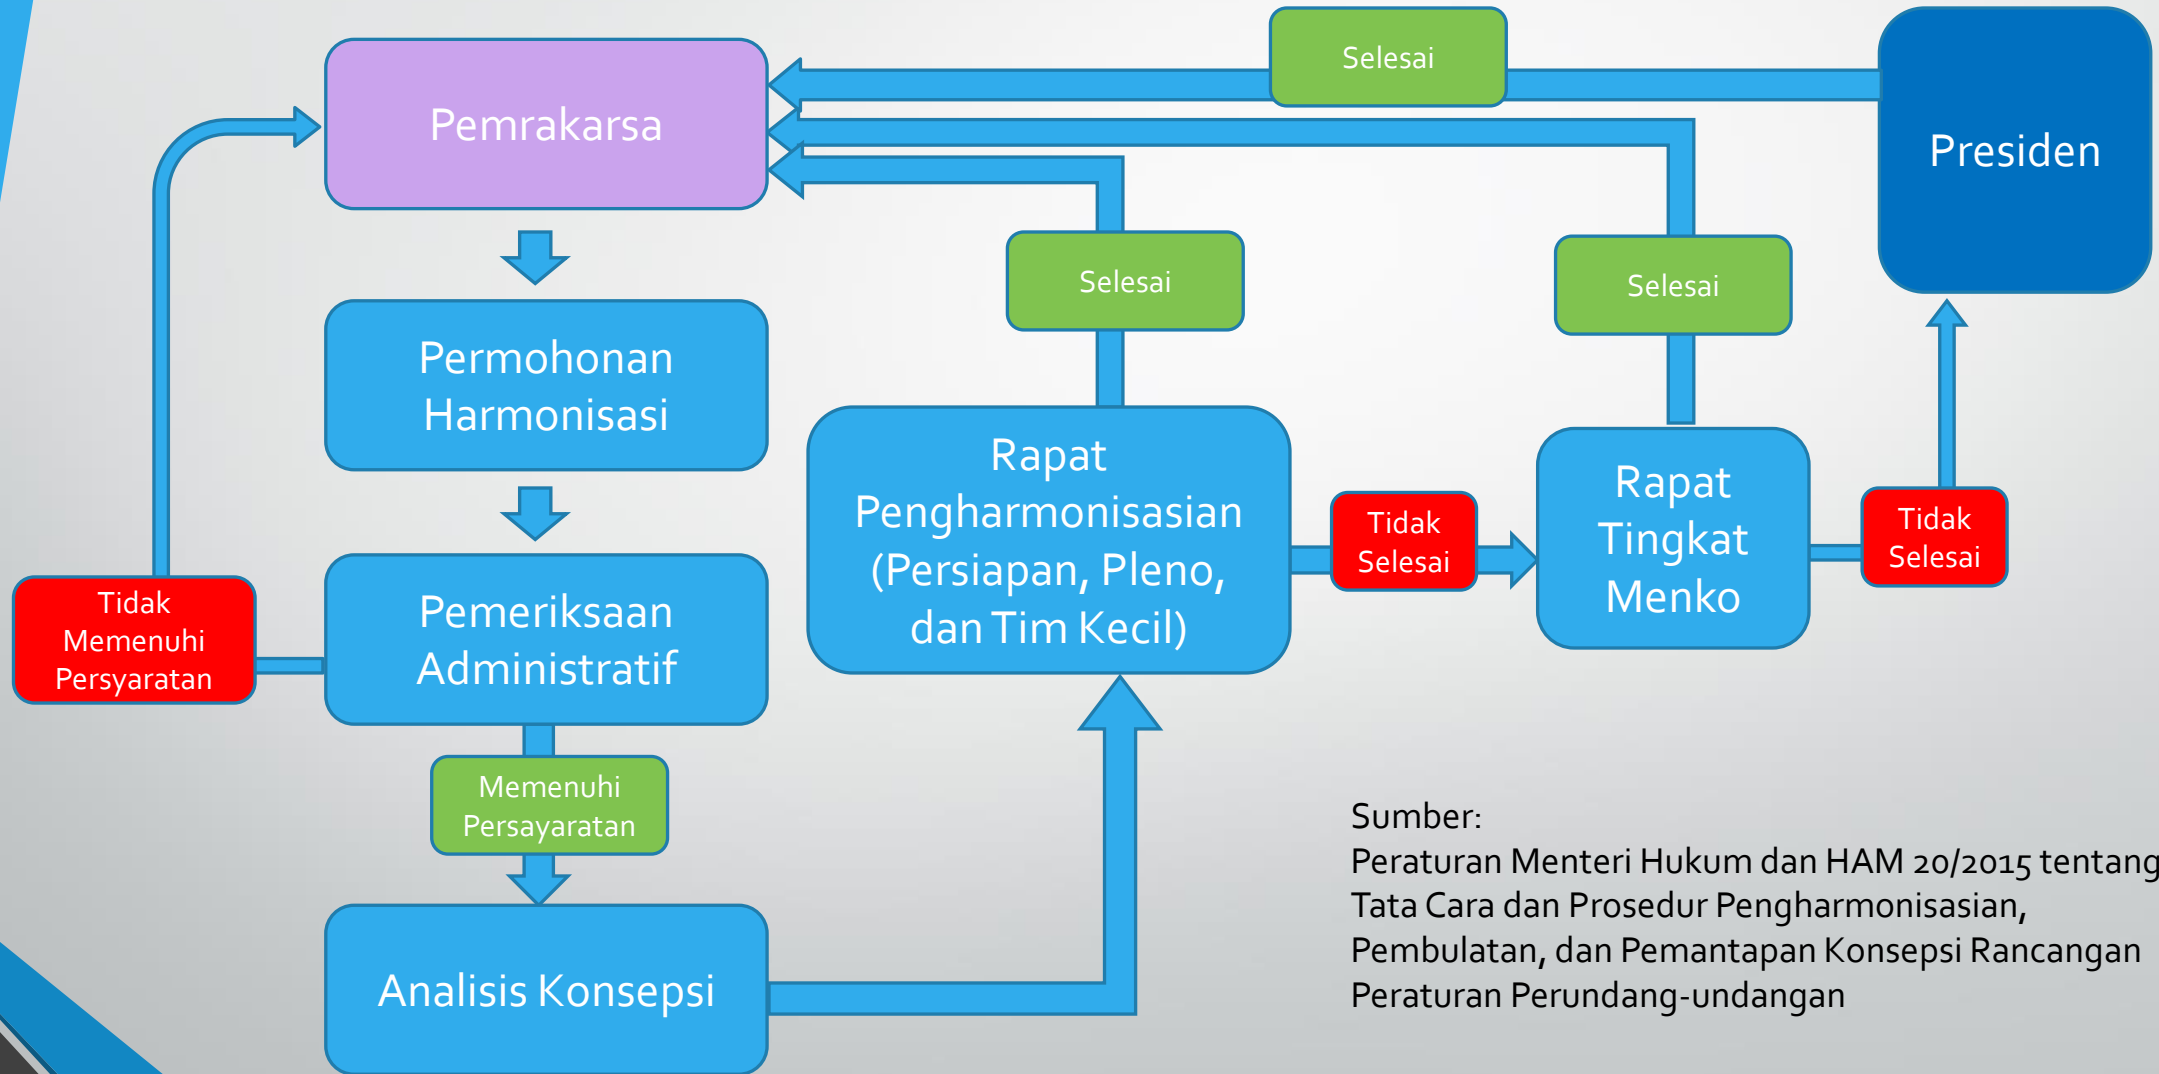 Pemrakarsa
Selesai
Presiden
Permohonan
Harmonisasi
Selesai
Selesai
Rapat
Pengharmonisasian
(Persiapan, Pleno,
dan Tim Kecil)
Tidak
Selesai
Rapat
Tingkat
Menko
Tidak
Selesai
Tidak
Memenuhi
Persyaratan
Pemeriksaan
Administratif
Memenuhi
Persayaratan
Analisis Konsepsi
Sumber:
Peraturan Menteri Hukum dan HAM 20/2015 tentang
Tata Cara dan Prosedur Pengharmonisasian,
Pembulatan, dan Pemantapan Konsepsi Rancangan
Peraturan Perundang-undangan